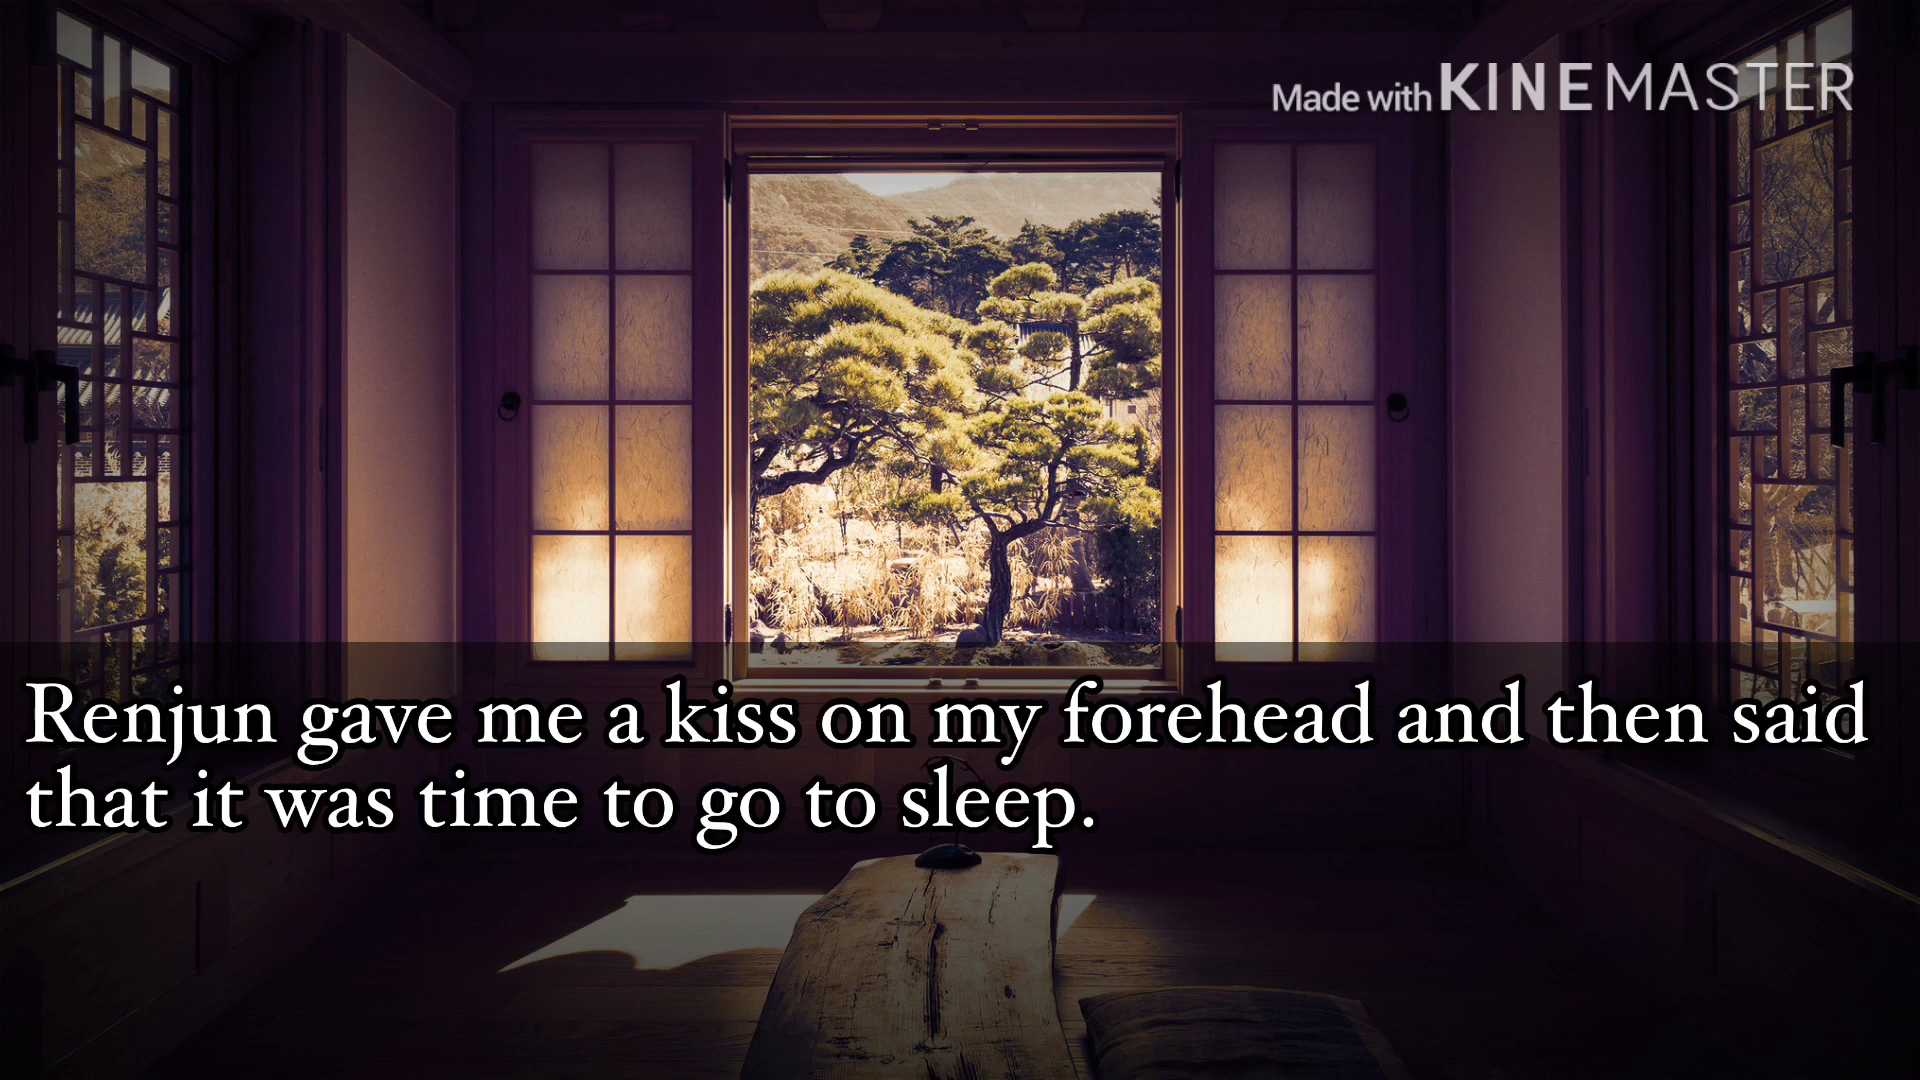 Made with KINEMASTER
Renjun gave me a kiss on my forehead and then said
that it was time to go to sleep.